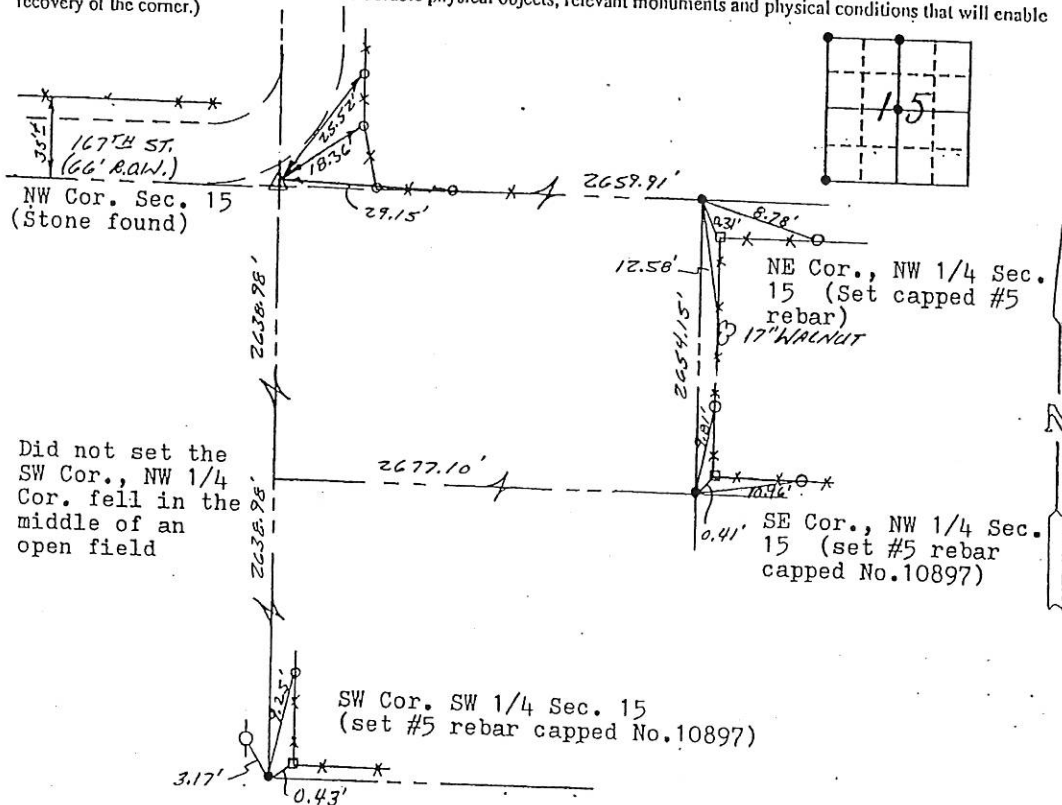 recovery of the corner.)
physical objects, relevant monuments and physical conditions that will enable
15
25.52'
18.36'
35'±
167TH ST.
(66' R.O.W.)
NW Cor. Sec. 15
(Stone found)
29.15'
2659.91'
8.78'
12.58'
NE Cor., NW 1/4 Sec.
15 (Set capped #5
rebar)
17" WALNUT
2638.98'
2654.15'
N
Did not set the
SW Cor., NW 1/4
Cor. fell in the
middle of an
open field
2677.10'
10.96'
0.41'
SE Cor., NW 1/4 Sec.
15 (set #5 rebar
capped No.10897)
2638.98'
9.25'
SW Cor. SW 1/4 Sec. 15
(set #5 rebar capped No.10897)
3.17'
0.43'